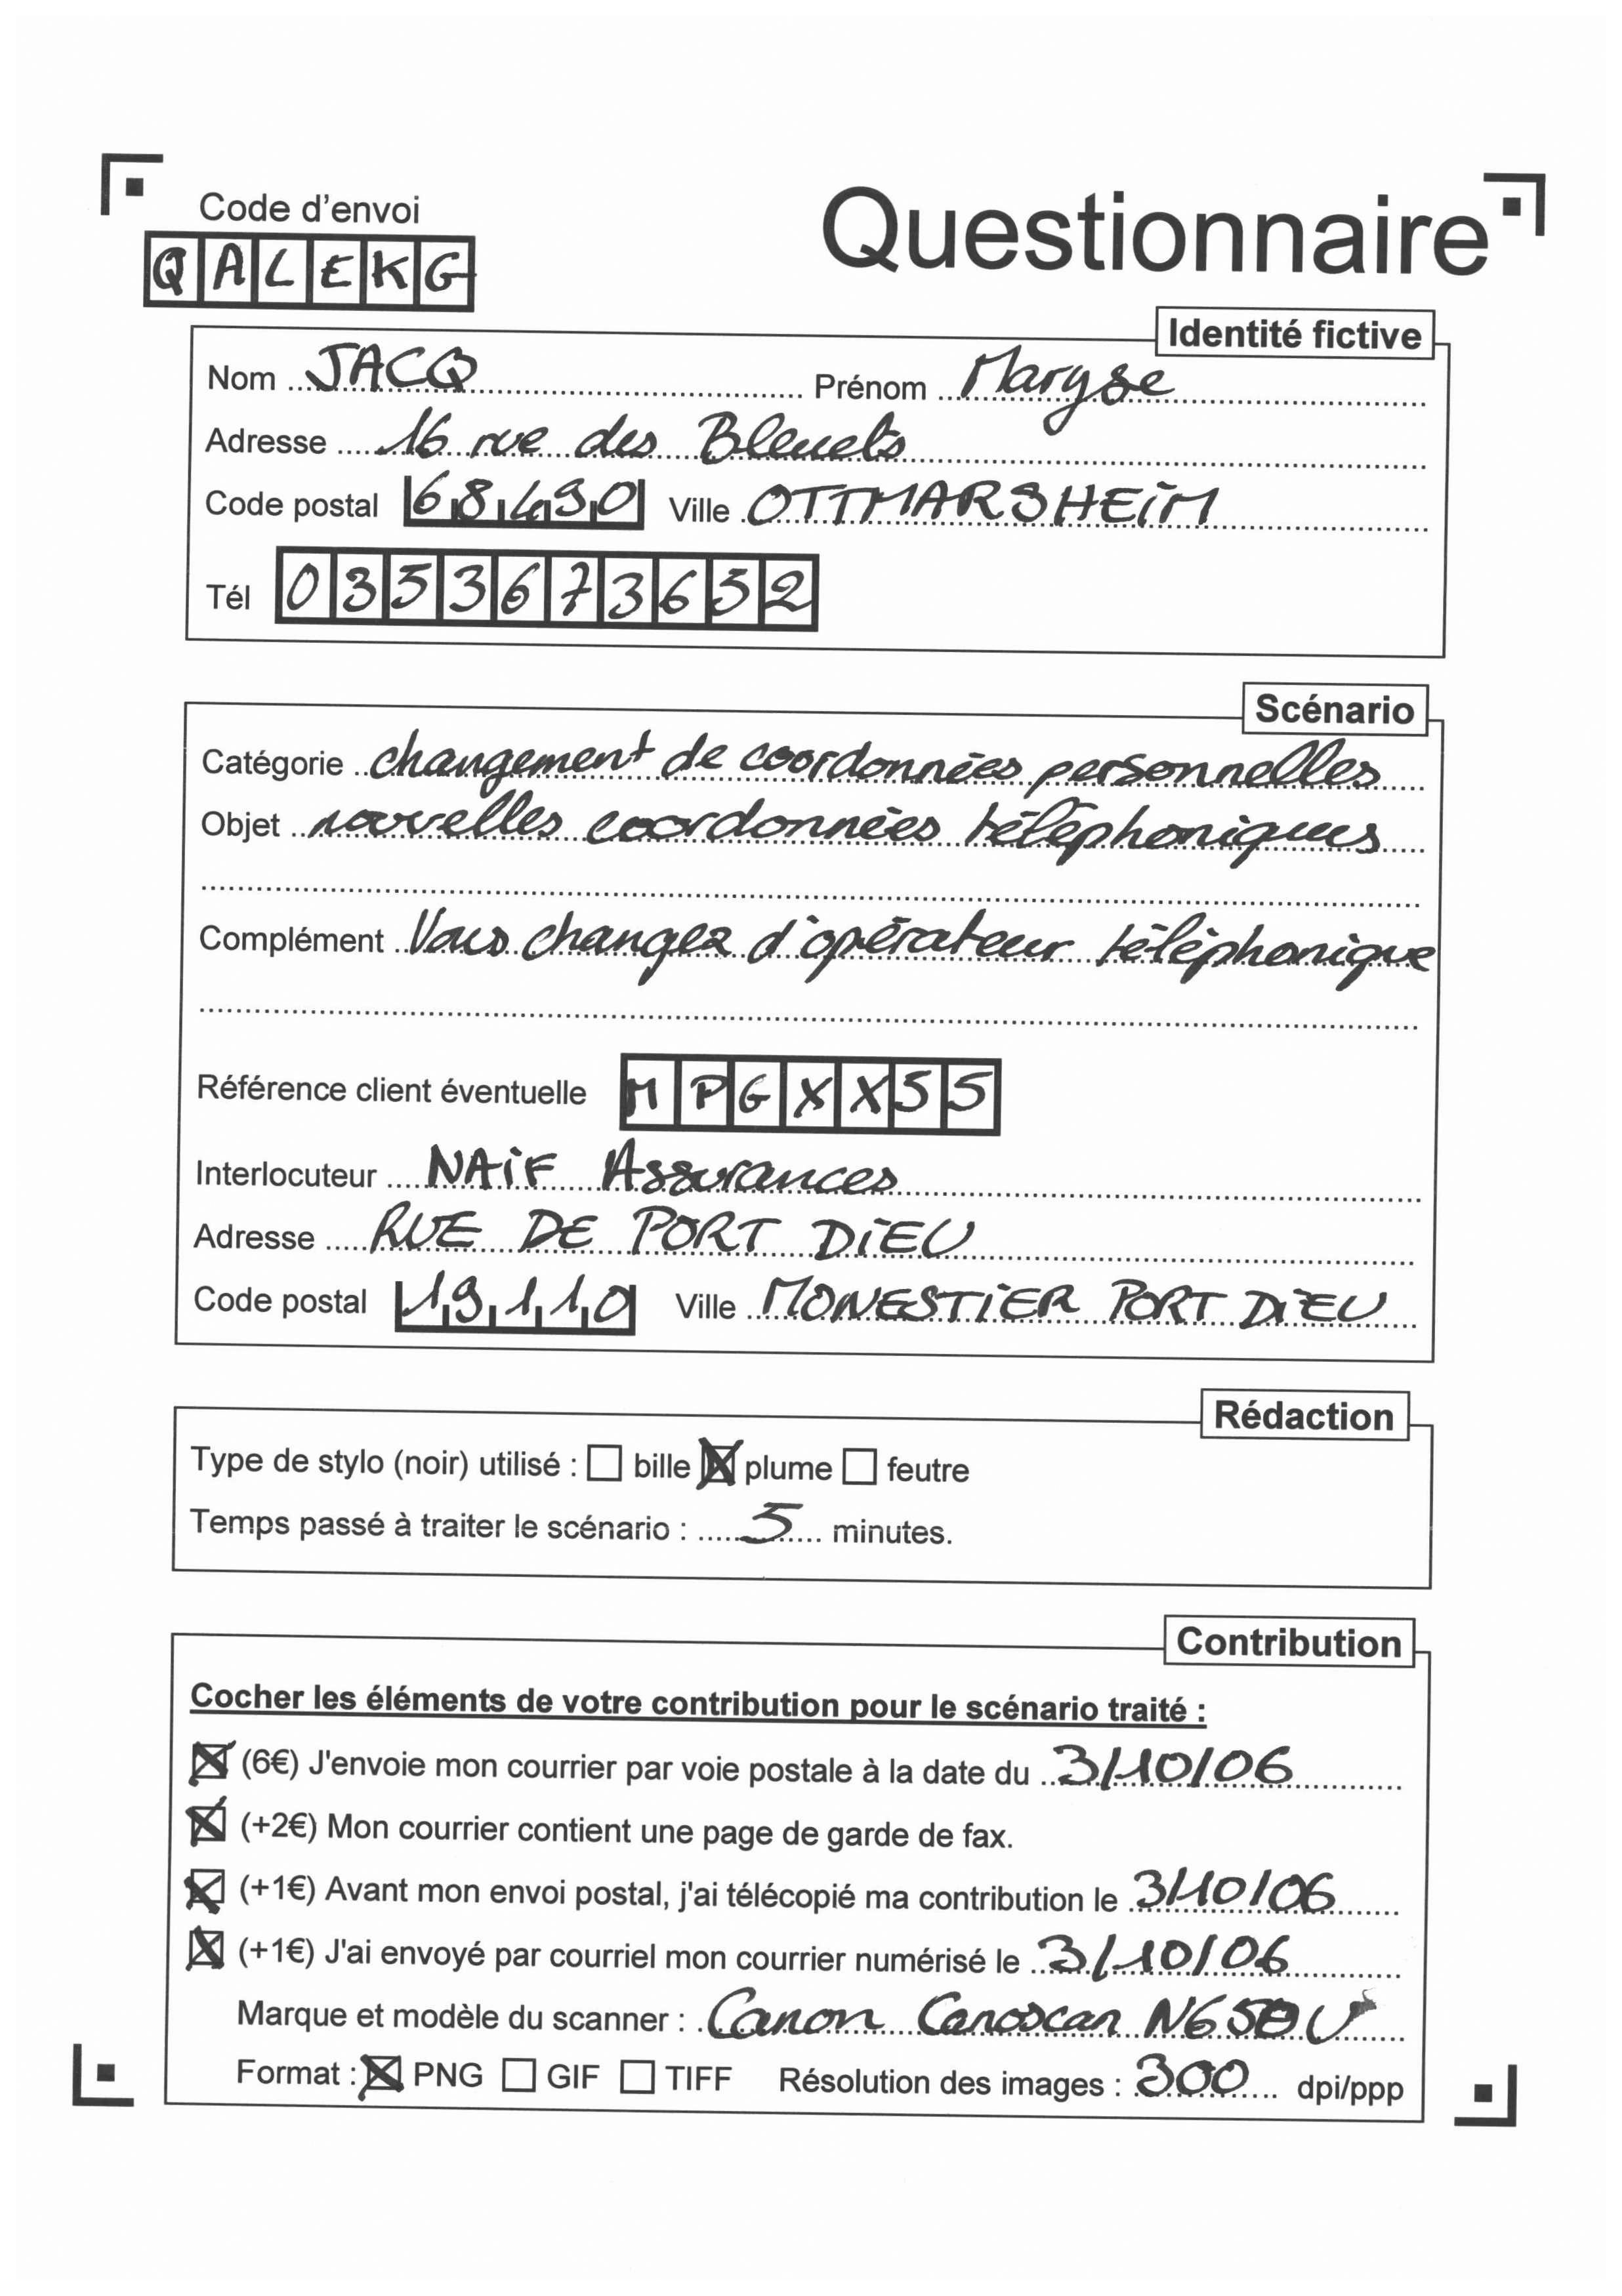 Code d'envoi
QALEKG
Questionnaire
Identité fictive
Nom JACQ Prénom Maryse
Adresse 16 rue des Bleuets
Code postal 68490 Ville OTTMARSHEIM
Tél 0353673652
Scénario
Catégorie changement de coordonnées personnelles
Objet nouvelles coordonnées téléphoniques
Complément Vous changez d'opérateur téléphonique
Référence client éventuelle MPGXX55
Interlocuteur NAIF Assurances
Adresse RUE DE PORT DIEU
Code postal 19110 Ville MONESTIER PORT DIEU
Rédaction
Type de stylo (noir) utilisé : bille plume feutre
Temps passé à traiter le scénario : 5 minutes.
Contribution
Cocher les éléments de votre contribution pour le scénario traité :
(6€) J'envoie mon courrier par voie postale à la date du 3/10/06
(+2€) Mon courrier contient une page de garde de fax.
(+1€) Avant mon envoi postal, j'ai télécopié ma contribution le 3/10/06
(+1€) J'ai envoyé par courriel mon courrier numérisé le 3/10/06
Marque et modèle du scanner : Canon Canoscan N650U
Format : PNG GIF TIFF Résolution des images : 300 dpi/ppp